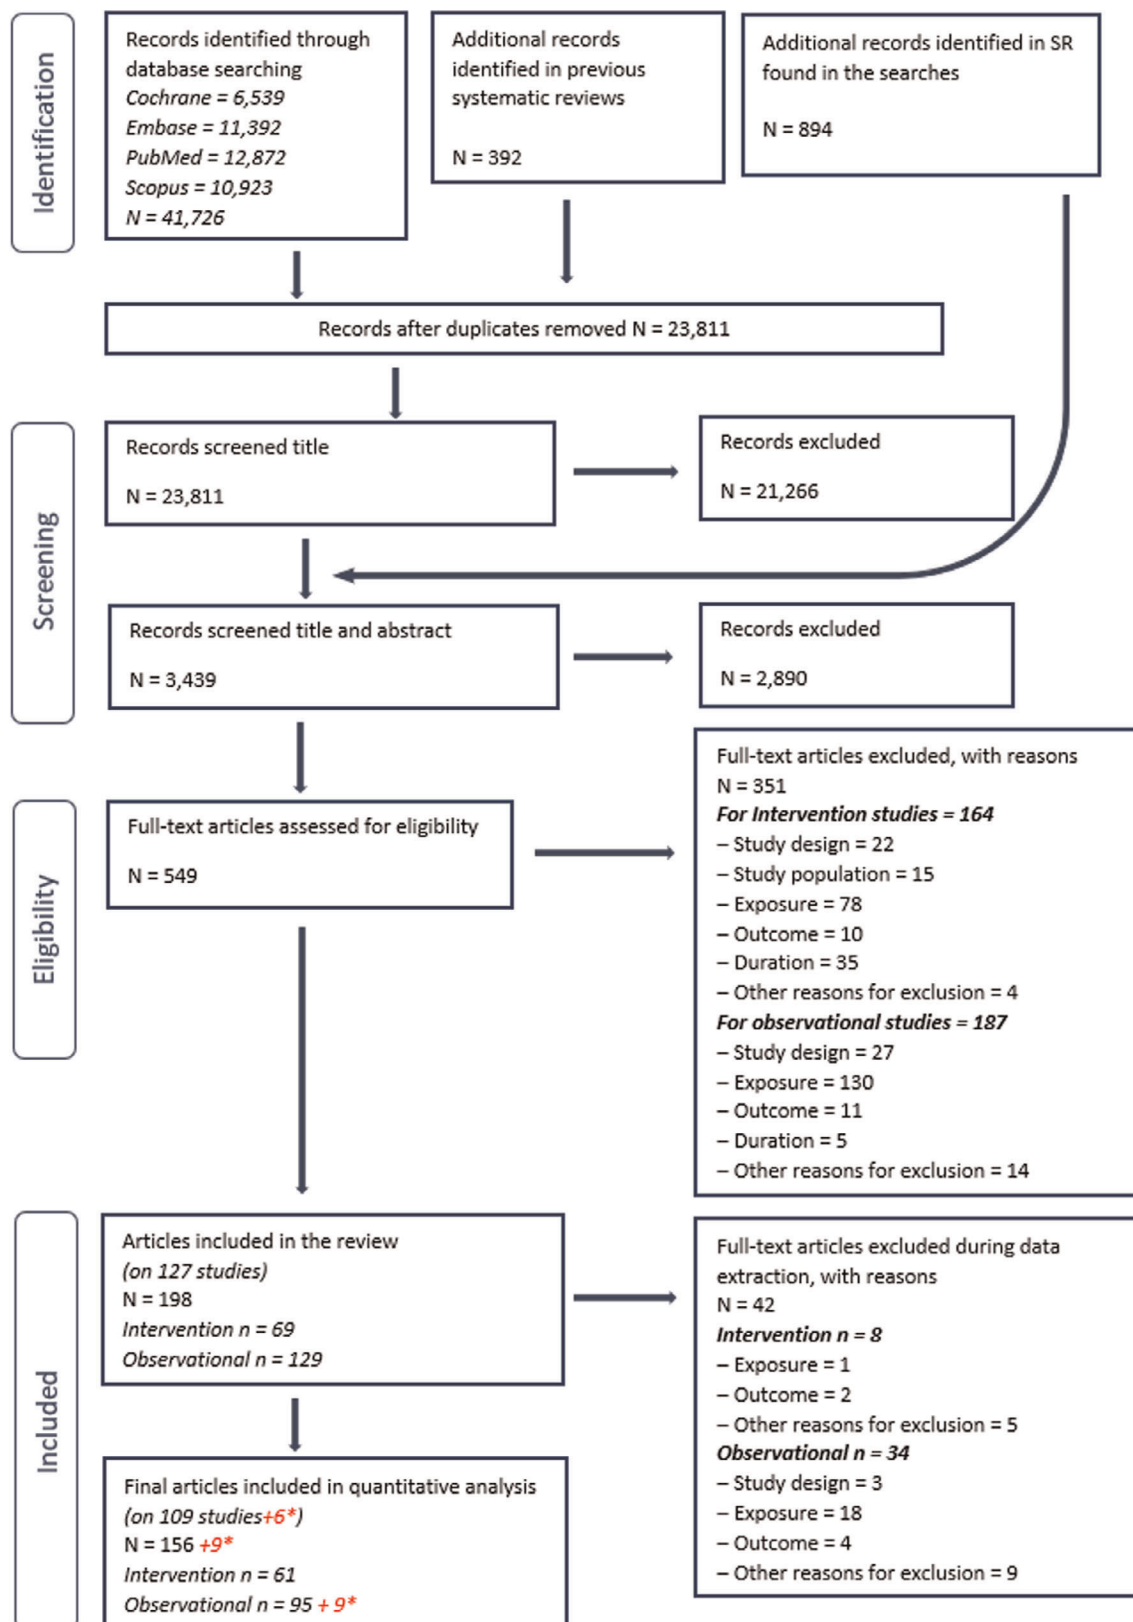 Identification
Records identified through
database searching
Cochrane = 6,539
Embase = 11,392
PubMed = 12,872
Scopus = 10,923
N = 41,726
Additional records
identified in previous
systematic reviews
N = 392
Additional records identified in SR
found in the searches
N = 894
Records after duplicates removed N = 23,811
Screening
Records screened title
N = 23,811
Records excluded
N = 21,266
Records screened title and abstract
N = 3,439
Records excluded
N = 2,890
Eligibility
Full-text articles assessed for eligibility
N = 549
Full-text articles excluded, with reasons
N = 351
For Intervention studies = 164
– Study design = 22
– Study population = 15
– Exposure = 78
– Outcome = 10
– Duration = 35
– Other reasons for exclusion = 4
For observational studies = 187
– Study design = 27
– Exposure = 130
– Outcome = 11
– Duration = 5
– Other reasons for exclusion = 14
Included
Articles included in the review
(on 127 studies)
N = 198
Intervention n = 69
Observational n = 129
Full-text articles excluded during data
extraction, with reasons
N = 42
Intervention n = 8
– Exposure = 1
– Outcome = 2
– Other reasons for exclusion = 5
Observational n = 34
– Study design = 3
– Exposure = 18
– Outcome = 4
– Other reasons for exclusion = 9
Final articles included in quantitative analysis
(on 109 studies+6*)
N = 156 +9*
Intervention n = 61
Observational n = 95 + 9*